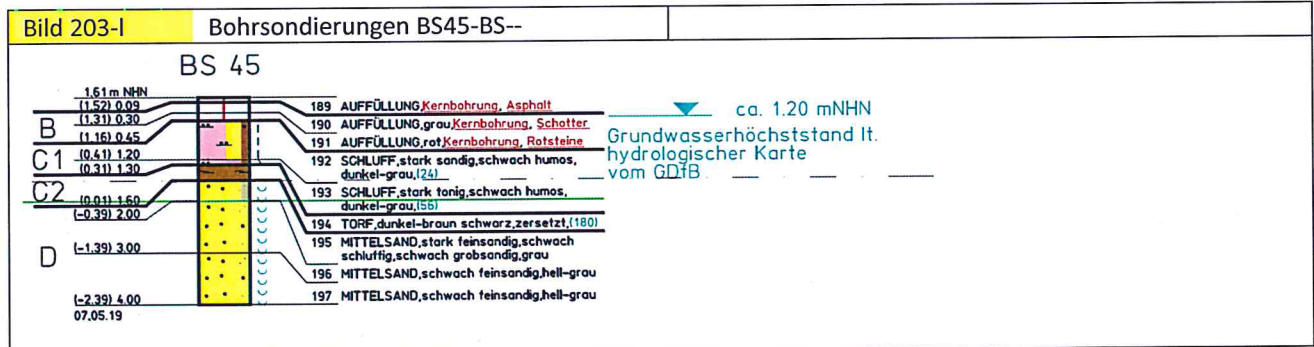 Bild 203-l Bohrsondierungen BS45-BS--
BS 45
1,61 m NHN
(1.52) 0.09
(1.31) 0.30
(1.16) 0.45
(0.41) 1.20
(0.31) 1.30
(0.01) 1.60
(-0.39) 2.00
(-1.39) 3.00
(-2.39) 4.00
07.05.19
B
C1
C2
D
189 AUFFÜLLUNG,Kernbohrung, Asphalt
190 AUFFÜLLUNG,grau,Kernbohrung, Schotter
191 AUFFÜLLUNG,rot,Kernbohrung, Rotsteine
192 SCHLUFF,stark sandig,schwach humos,
dunkel-grau,(24)
193 SCHLUFF,stark tonig,schwach humos,
dunkel-grau,(56)
194 TORF,dunkel-braun schwarz,zersetzt,(180)
195 MITTELSAND,stark feinsandig,schwach
schluffig,schwach grobsandig,grau
196 MITTELSAND,schwach feinsandig,hell-grau
197 MITTELSAND,schwach feinsandig,hell-grau
ca. 1.20 mNHN
Grundwasserhöchststand lt.
hydrologischer Karte
vom GDfB